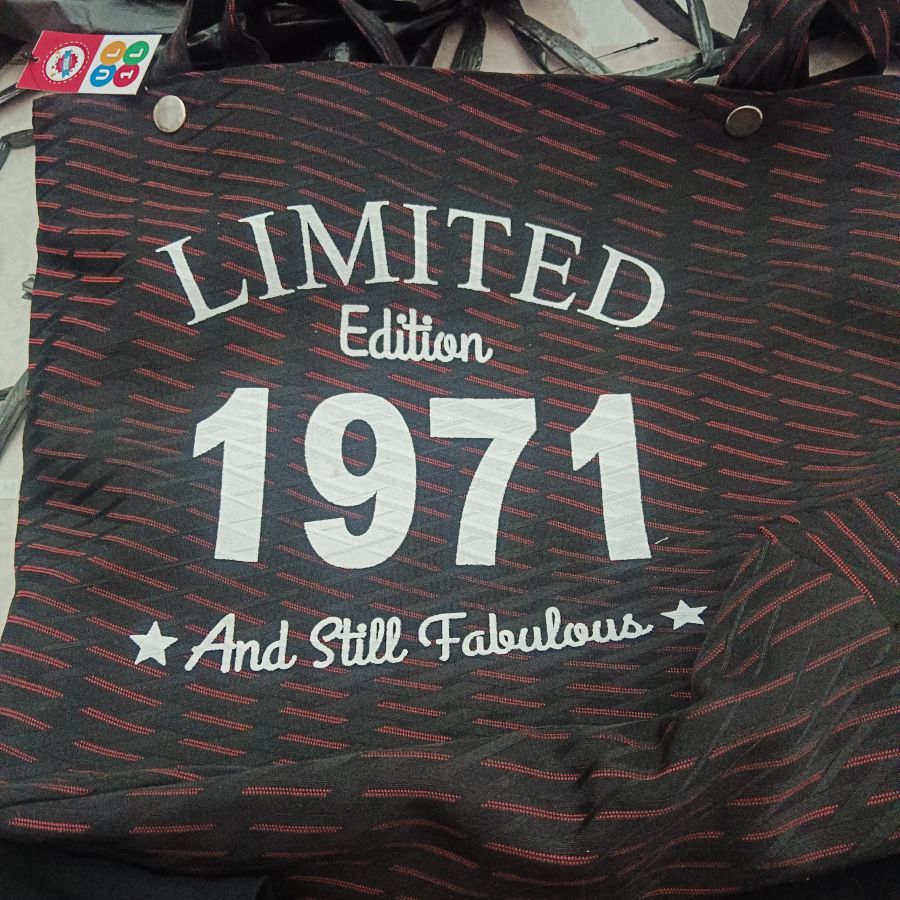 LIMITED
Edition
1971
And Still Fabulous